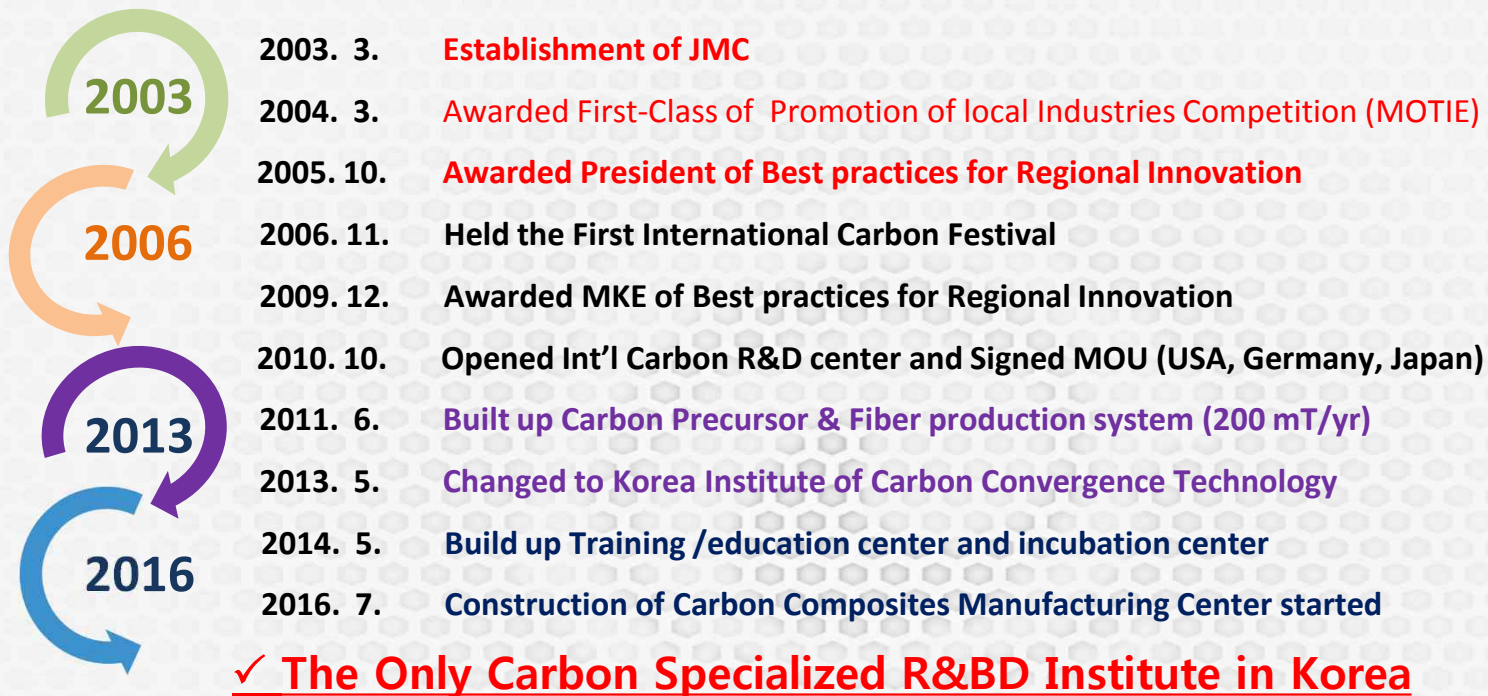 2003
2006
2013
2016
2003. 3. Establishment of JMC
2004. 3. Awarded First-Class of Promotion of local Industries Competition (MOTIE)
2005. 10. Awarded President of Best practices for Regional Innovation
2006. 11. Held the First International Carbon Festival
2009. 12. Awarded MKE of Best practices for Regional Innovation
2010. 10. Opened Int'l Carbon R&D center and Signed MOU (USA, Germany, Japan)
2011. 6. Built up Carbon Precursor & Fiber production system (200 mT/yr)
2013. 5. Changed to Korea Institute of Carbon Convergence Technology
2014. 5. Build up Training /education center and incubation center
2016. 7. Construction of Carbon Composites Manufacturing Center started
✓ The Only Carbon Specialized R&BD Institute in Korea